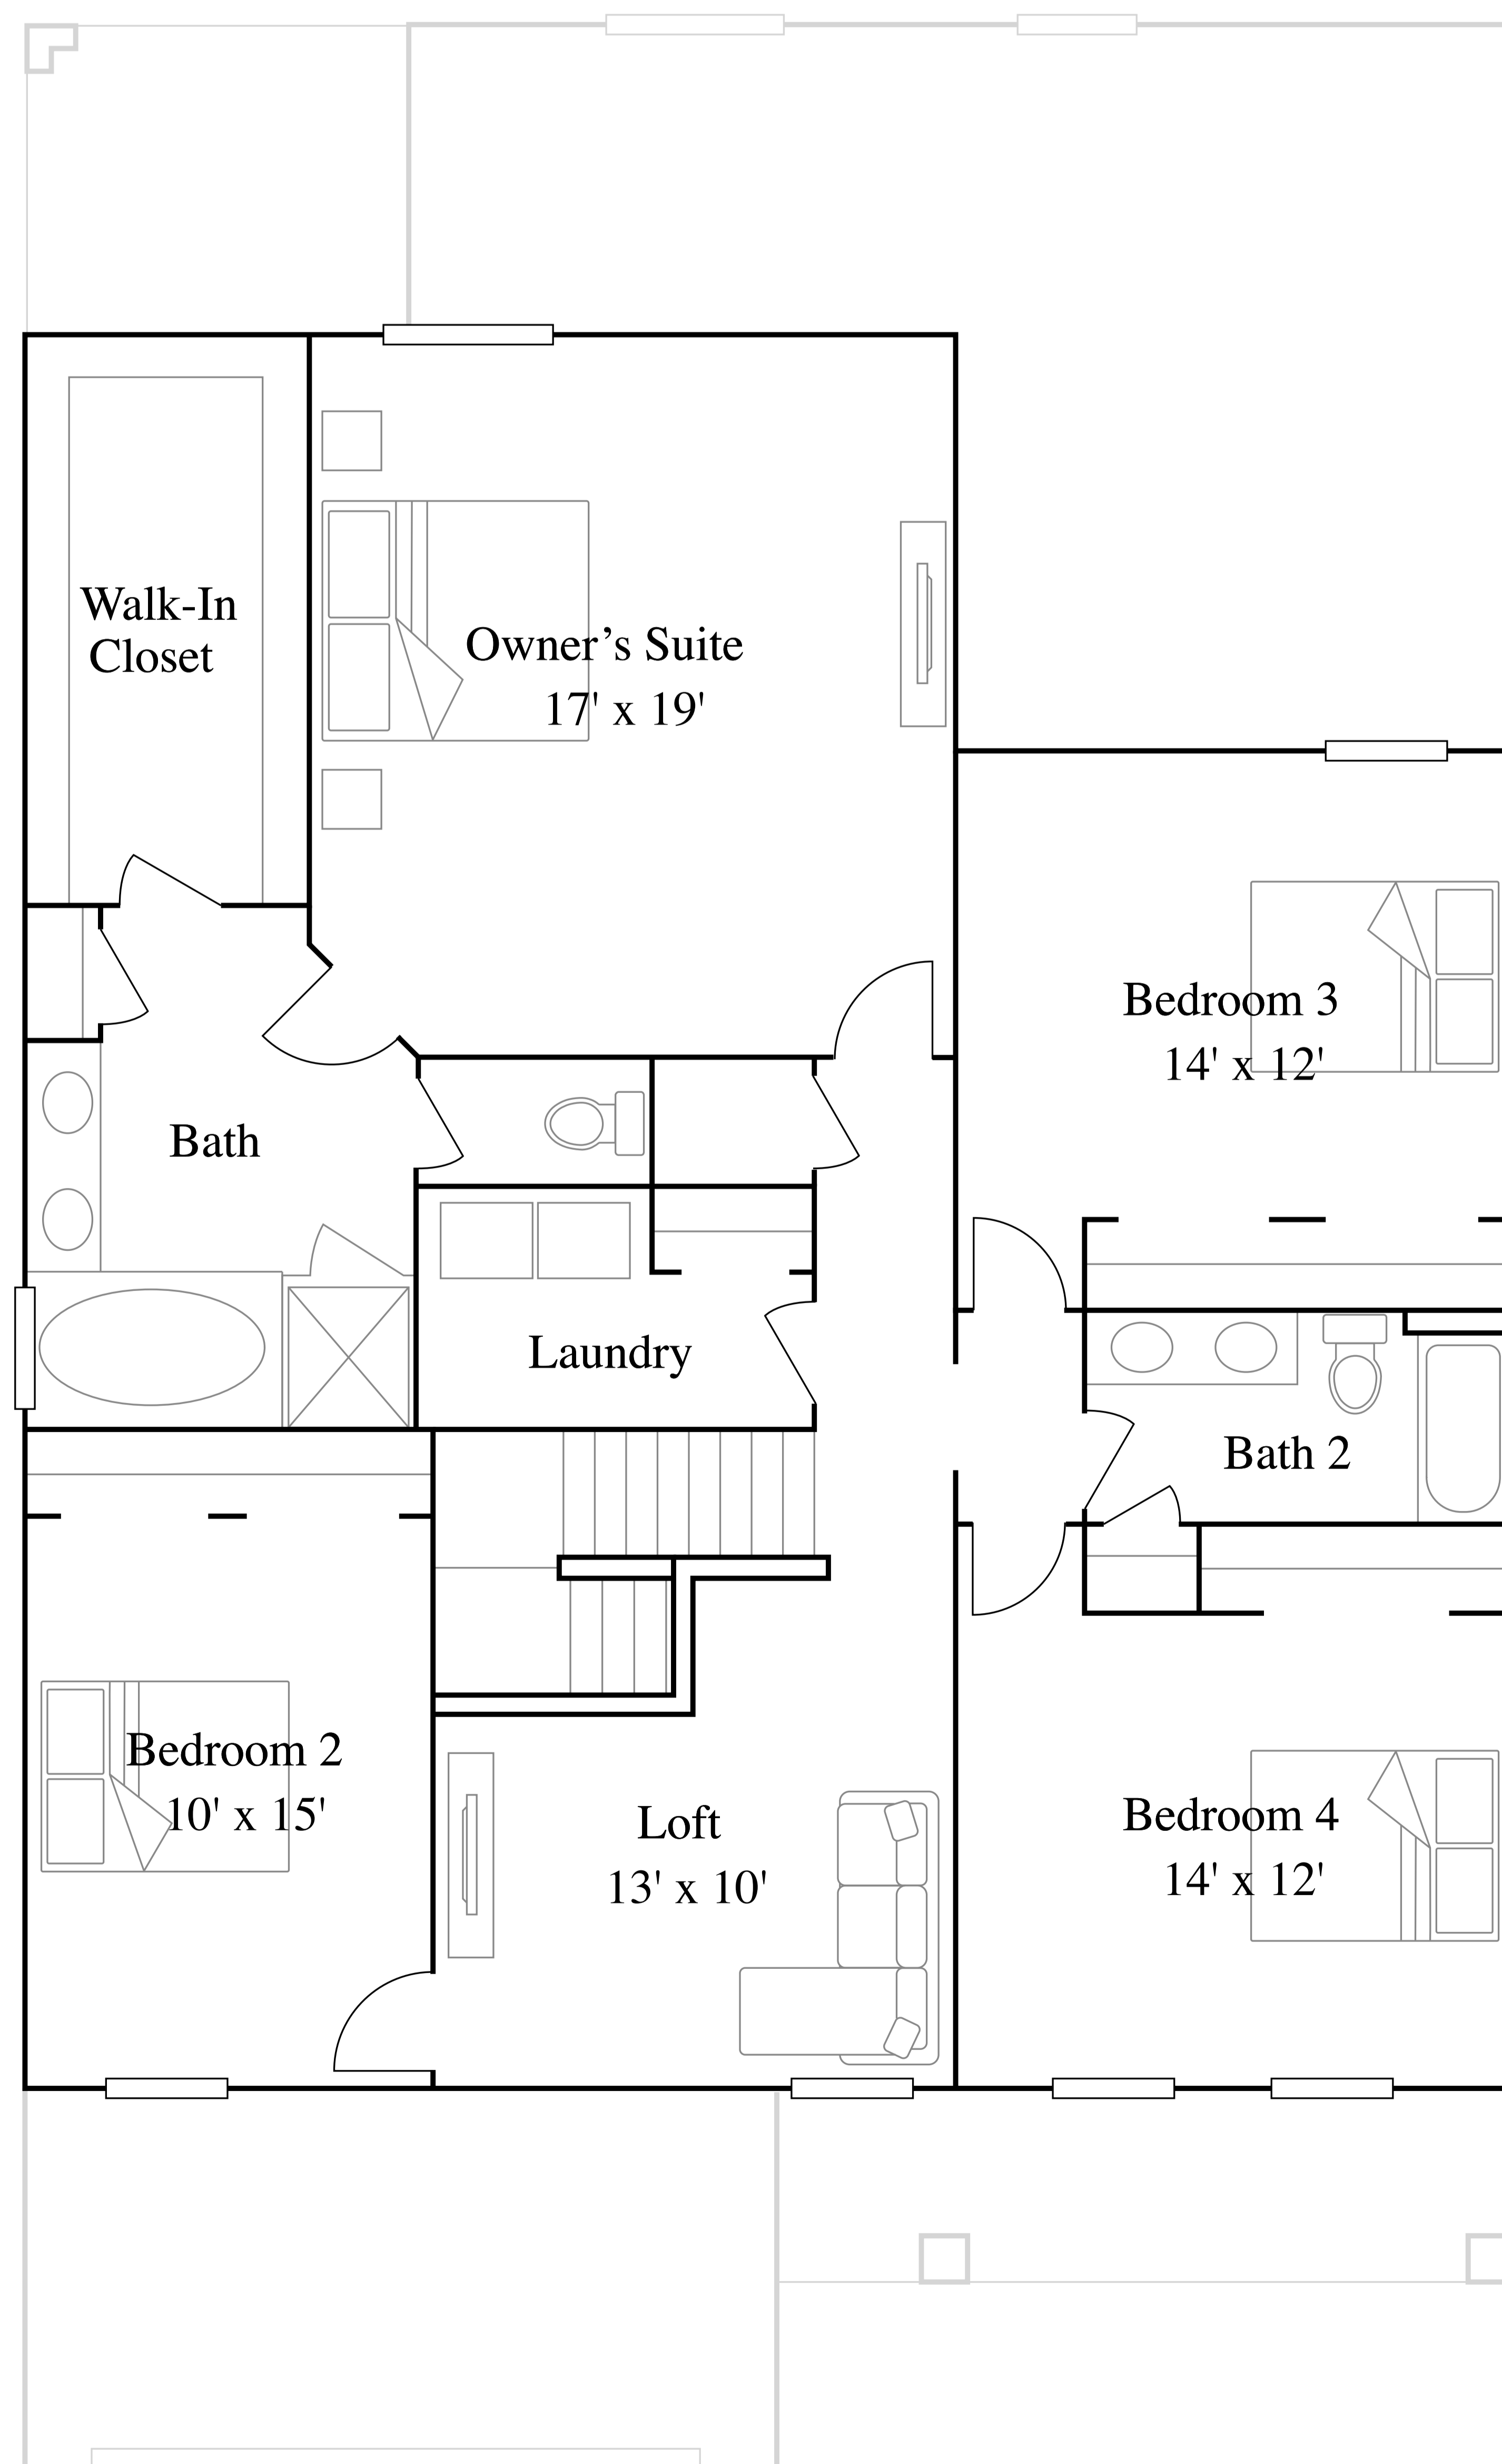 Walk-In
Closet
Owner’s Suite
17' x 19'
Bedroom 3
14' x 12'
Bath
Laundry
Bath 2
Bedroom 2
10' x 15'
Loft
13' x 10'
Bedroom 4
14' x 12'